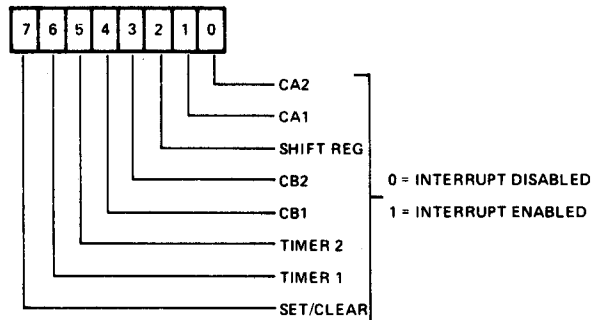 7 6 5 4 3 2 1 0
CA2
CA1
SHIFT REG
CB2
CB1
TIMER 2
TIMER 1
SET/CLEAR
0 = INTERRUPT DISABLED
1 = INTERRUPT ENABLED